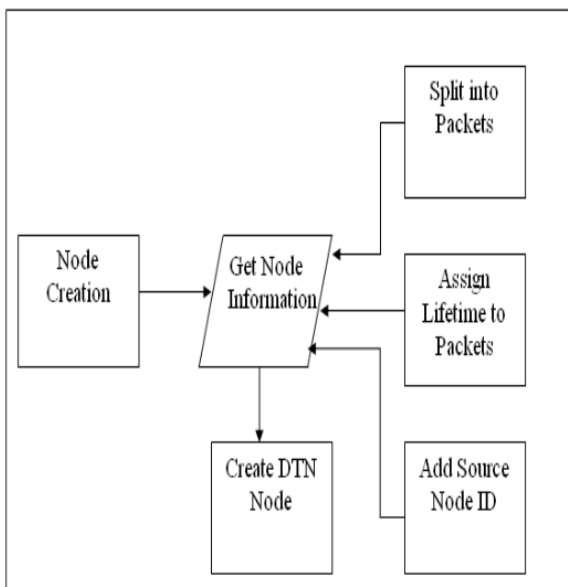 Split into
Packets
Node
Creation
Get Node
Information
Assign
Lifetime to
Packets
Create DTN
Node
Add Source
Node ID